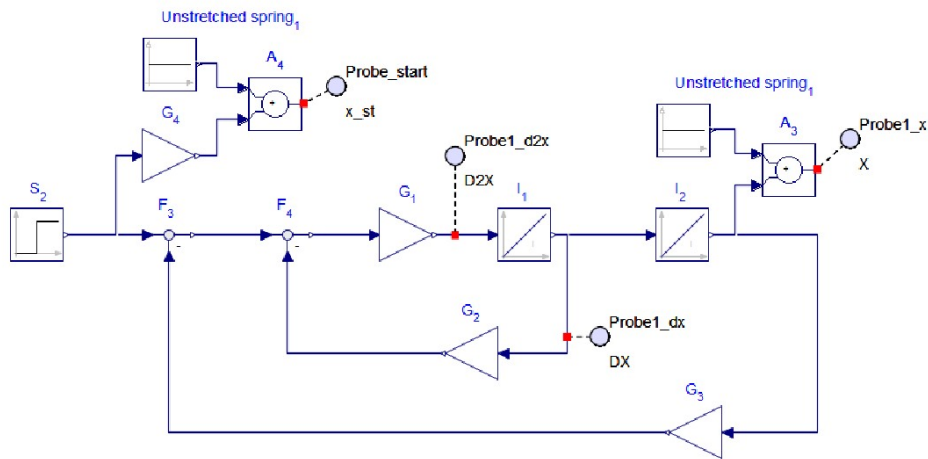 Unstretched spring1
A4
Probe_start
x_st
G4
Unstretched spring1
A3
Probe1_x
X
Probe1_d2x
D2X
S2
F3
F4
G1
I1
I2
G2
Probe1_dx
DX
G3